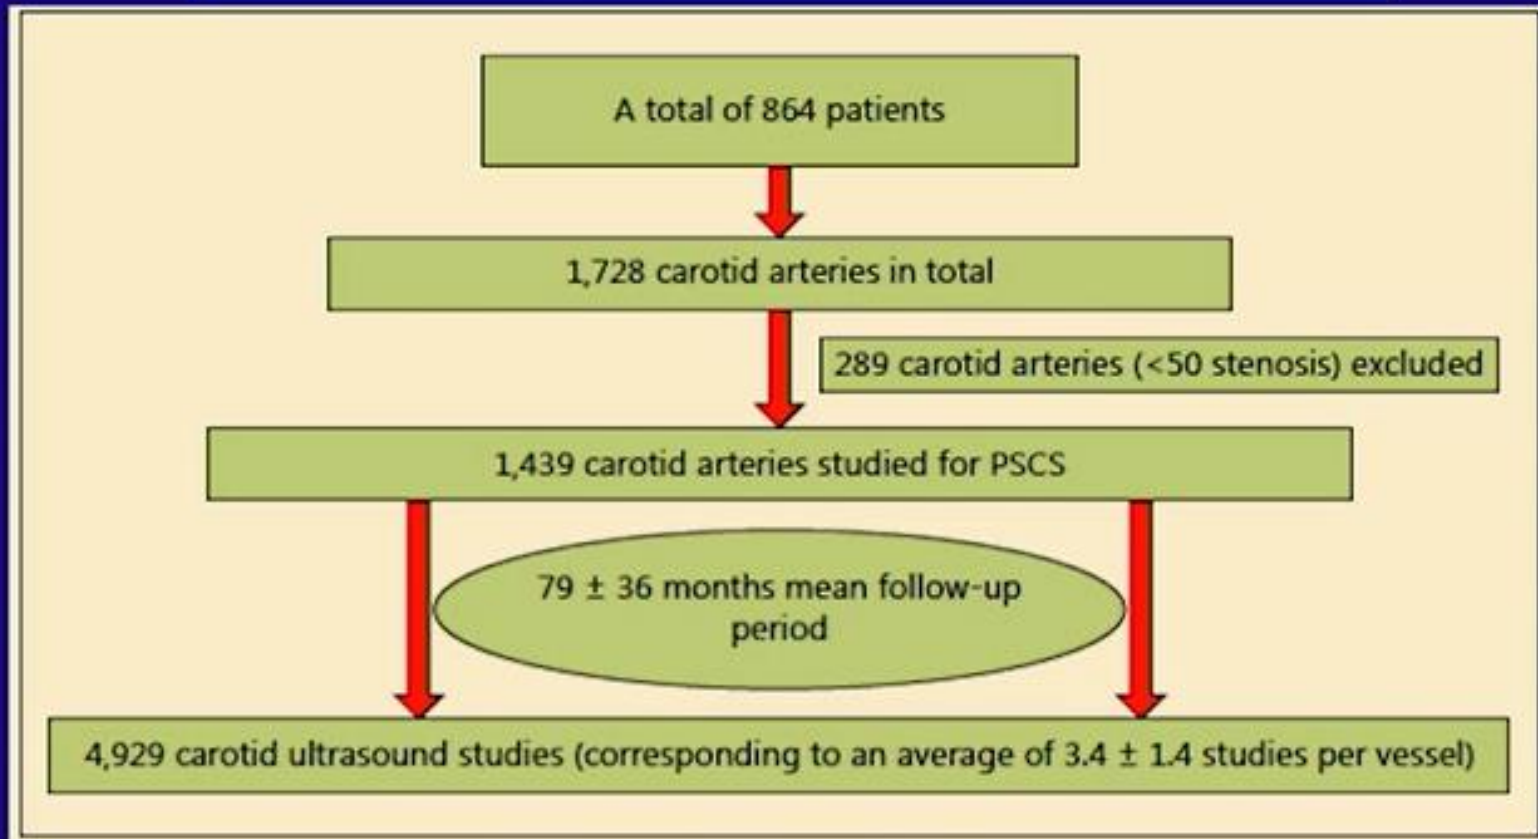 A total of 864 patients
1,728 carotid arteries in total
289 carotid arteries (<50 stenosis) excluded
1,439 carotid arteries studied for PSCS
79 ± 36 months mean follow-up
period
4,929 carotid ultrasound studies (corresponding to an average of 3.4 ± 1.4 studies per vessel)